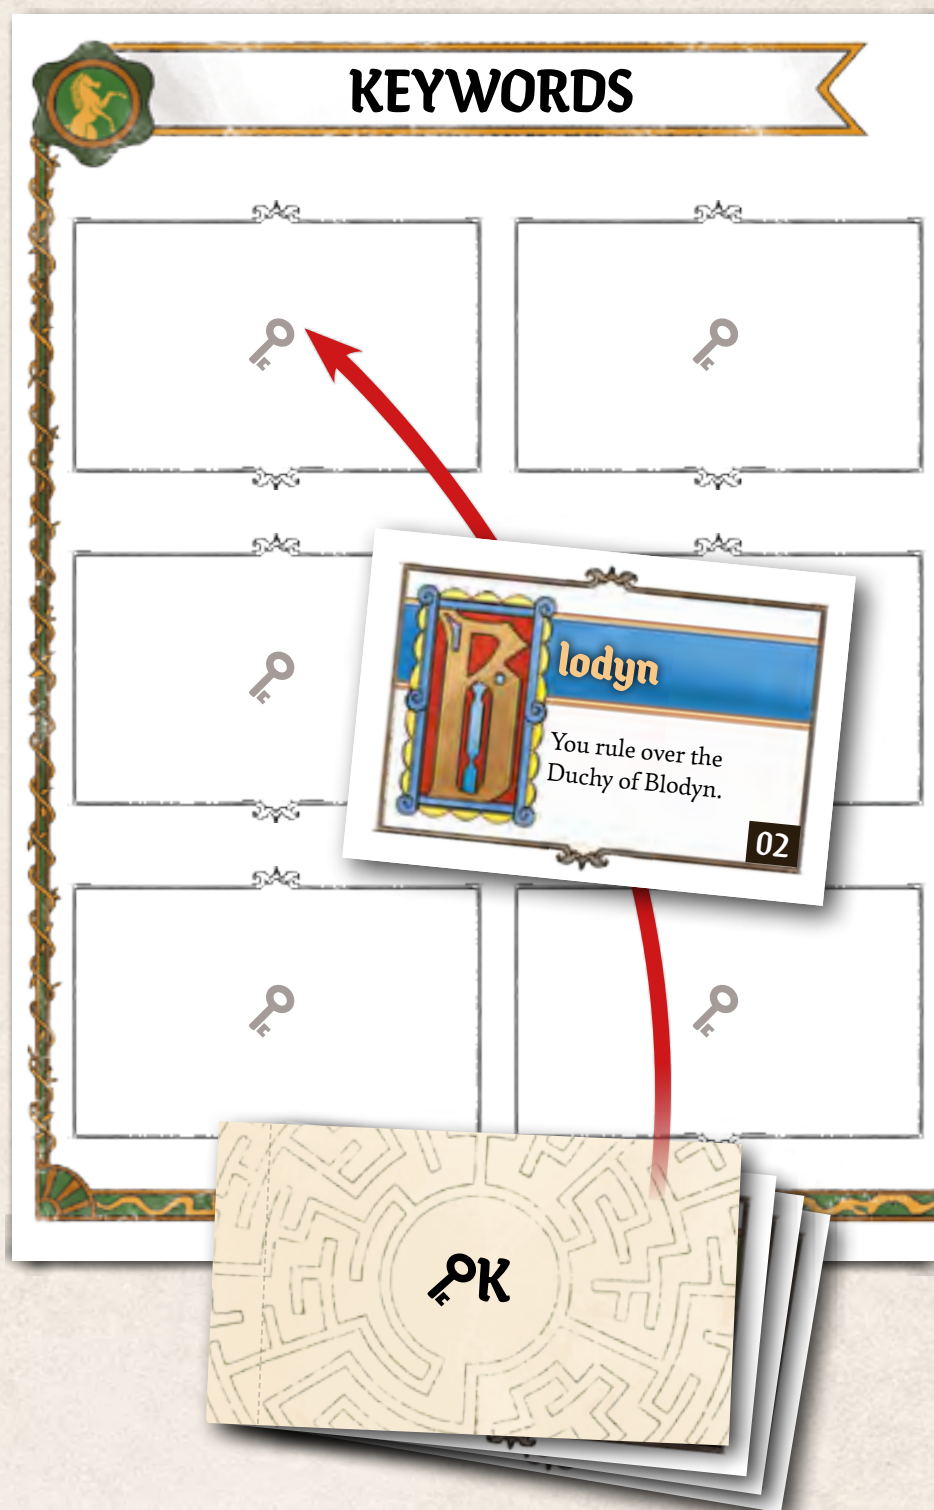 KEYWORDS
Blodyn
You rule over the
Duchy of Blodyn.
02
K